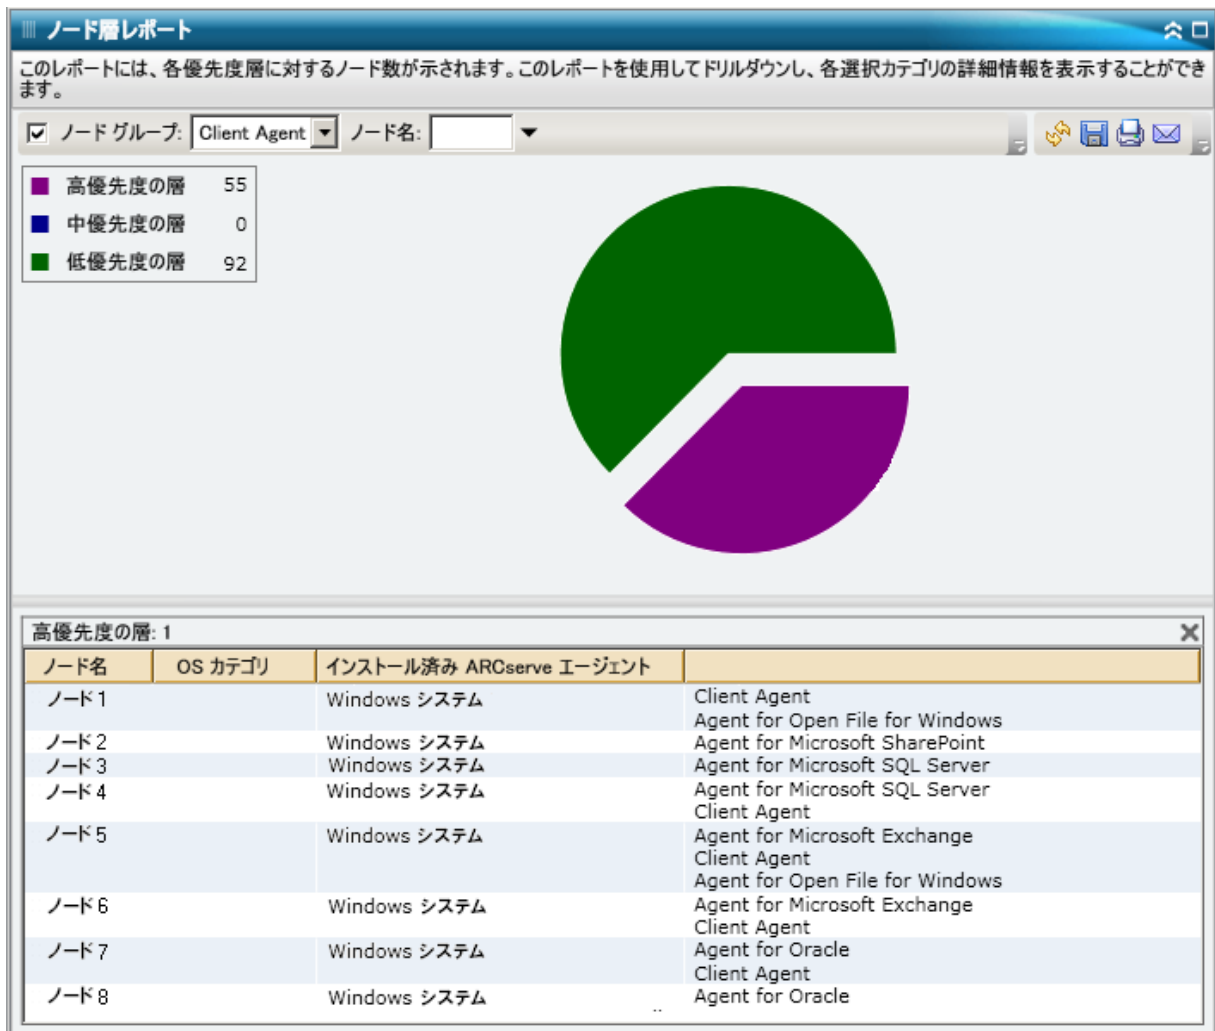 ノード層レポート
このレポートには、各優先度層に対するノード数が示されます。このレポートを使用してドリルダウンし、各選択カテゴリの詳細情報を表示することができ
ます。
ノード グループ: Client Agent ノード名:
高優先度の層 55
中優先度の層 0
低優先度の層 92
高優先度の層: 1
ノード名 OS カテゴリ インストール済み ARCserve エージェント
ノード 1 Windows システム Client Agent
Agent for Open File for Windows
ノード 2 Windows システム Agent for Microsoft SharePoint
ノード 3 Windows システム Agent for Microsoft SQL Server
ノード 4 Windows システム Agent for Microsoft SQL Server
Client Agent
ノード 5 Windows システム Agent for Microsoft Exchange
Client Agent
Agent for Open File for Windows
ノード 6 Windows システム Agent for Microsoft Exchange
Client Agent
ノード 7 Windows システム Agent for Oracle
Client Agent
ノード 8 Windows システム Agent for Oracle